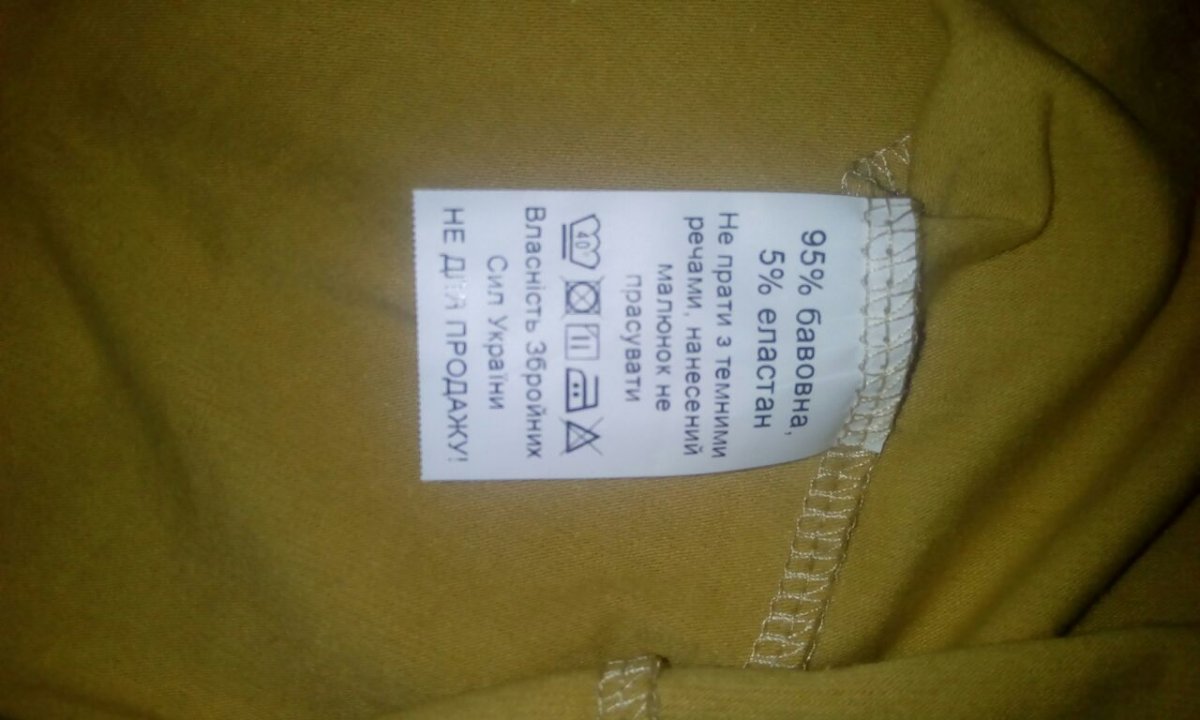 95% бавовна,
5% еластан
Не прати з темними
речами, нанесений
малюнок не
прасувати
40
Власність Збройних
Сил України
НЕ ДЛЯ ПРОДАЖУ!